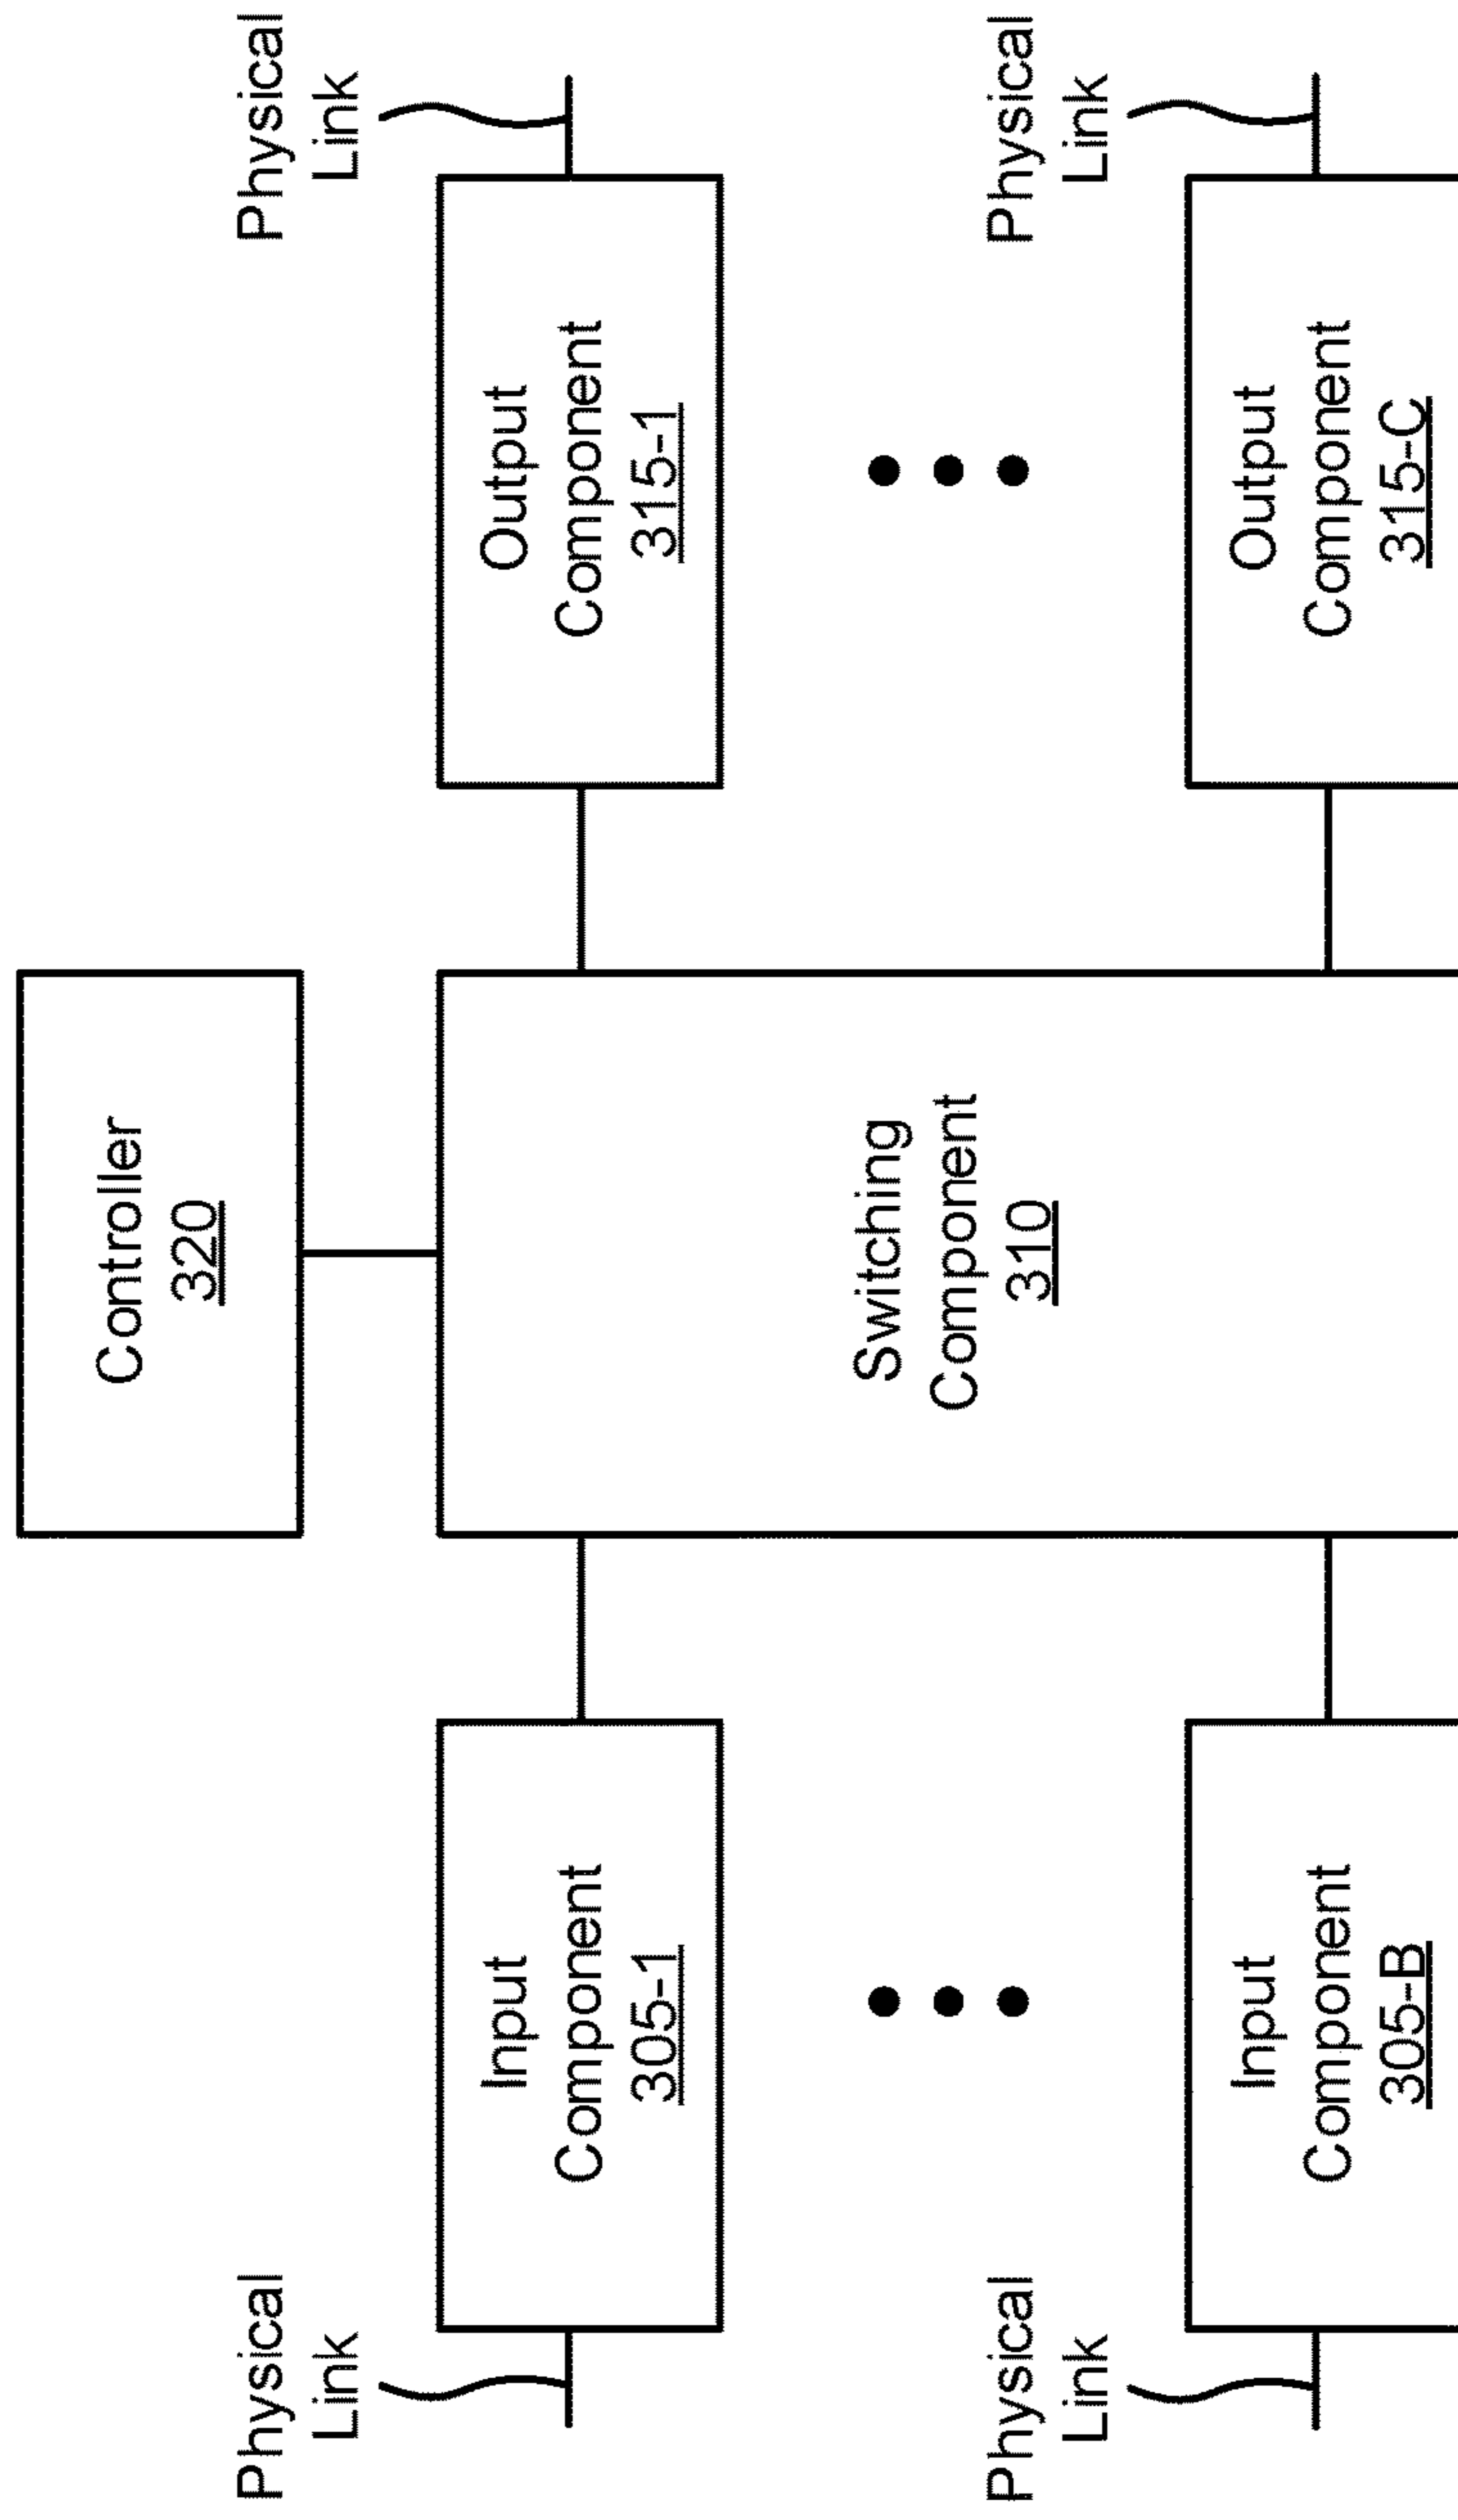 Controller
320
Physical
Link
Physical
Link
Input
Component
305-1
Switching
Component
310
Output
Component
315-1
Physical
Link
Physical
Link
Input
Component
305-B
Output
Component
315-C